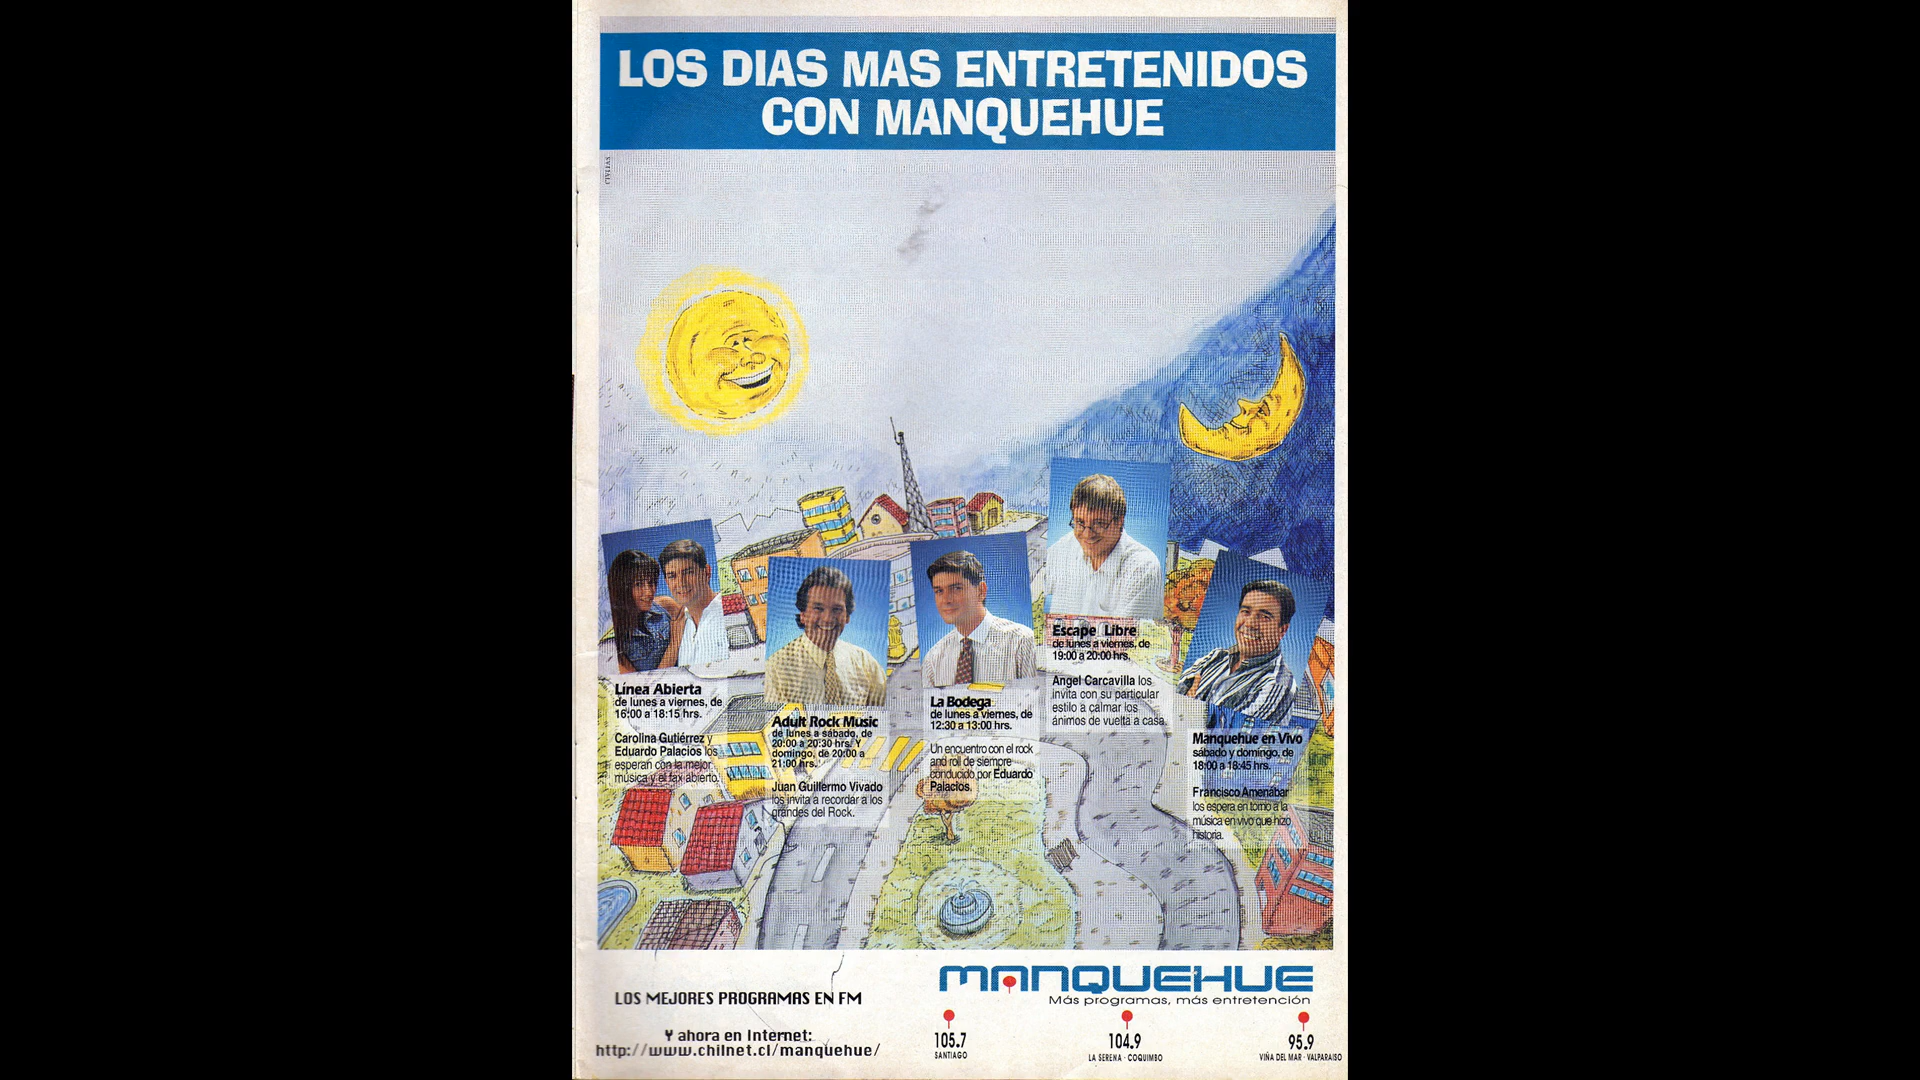 LOS DIAS MAS ENTRETENIDOS
CON MANQUEHUE
Línea Abierta
de lunes a viernes, de
16:00 a 18:15 hrs.
Carolina Gutiérrez y
Eduardo Palacios los
esperan con la mejor
música y el fax abierto.
Adult Rock Music
de lunes a sábado, de
20:00 a 20:30 hrs. Y
domingo, de 20:00 a
21:00 hrs.
Juan Guillermo Vivado
los invita a recordar a los
grandes del Rock.
La Bodega
de lunes a viernes, de
12:30 a 13:00 hrs.
Un encuentro con el rock
and roll de siempre
conducido por Eduardo
Palacios.
Escape Libre
de lunes a viernes, de
19:00 a 20:00 hrs.
Angel Carcavilla los
invita con su particular
estilo a calmar los
ánimos de vuelta a casa.
Manquehue en Vivo
sábado y domingo, de
18:00 a 18:45 hrs.
Francisco Amenábar
los espera en torno a la
música en vivo que hizo
historia.
LOS MEJORES PROGRAMAS EN FM
Y ahora en Internet:
http://www.chilnet.cl/manquehue/
MANQUEHUE
Más programas, más entretención
105.7
SANTIAGO
104.9
LA SERENA - COQUIMBO
95.9
VIÑA DEL MAR - VALPARAISO